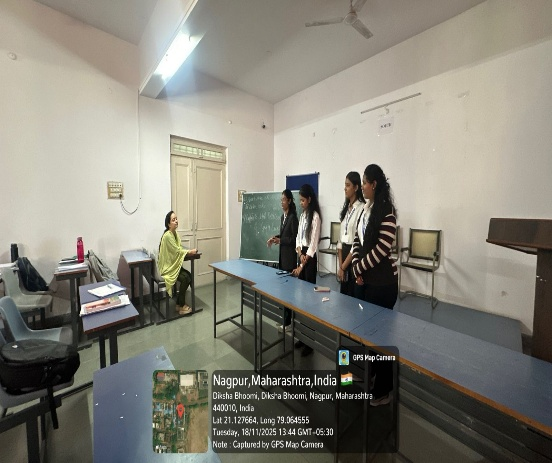 GPS Map Camera
Nagpur,Maharashtra,India
Diksha Bhoomi, Diksha Bhoomi, Nagpur, Maharashtra
440010, India
Lat 21.127664, Long 79.064555
Tuesday, 18/11/2025 13:44 GMT+05:30
Note : Captured by GPS Map Camera